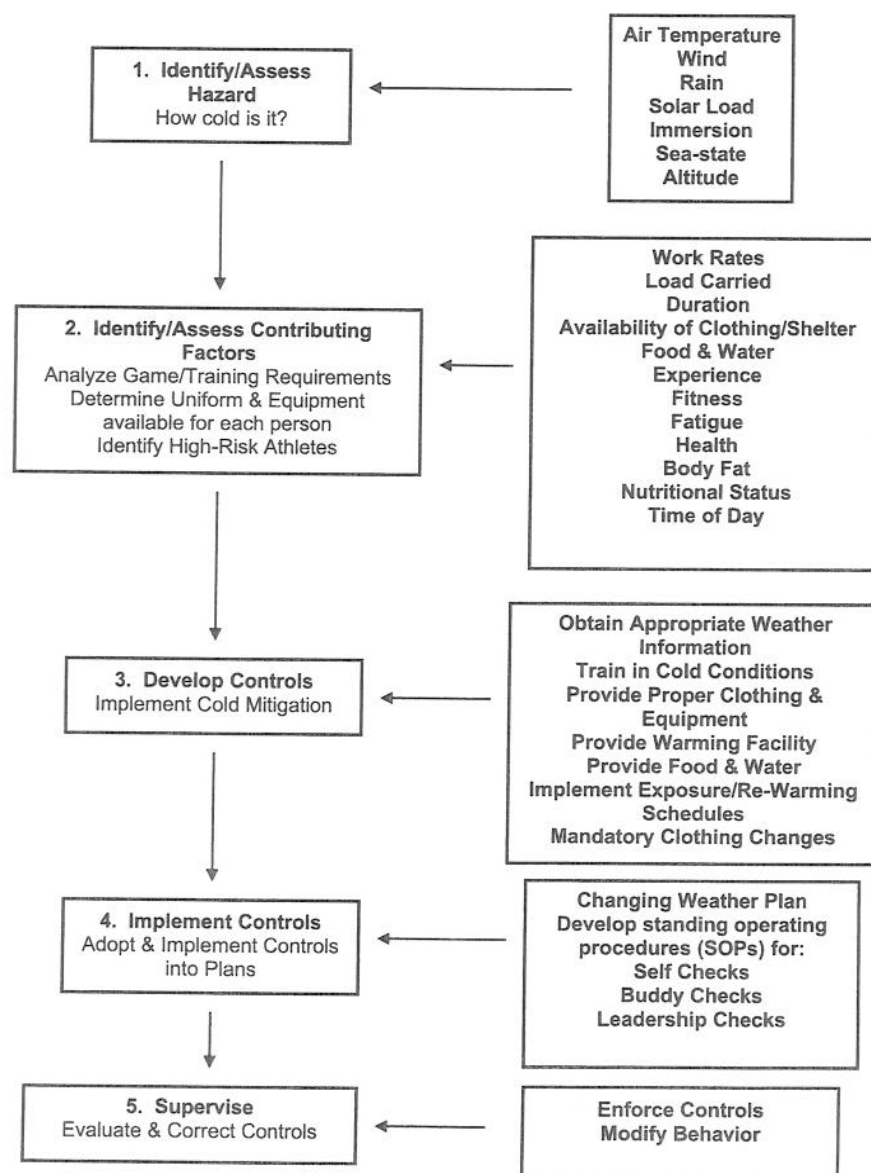 1. Identify/Assess
Hazard
How cold is it?
Air Temperature
Wind
Rain
Solar Load
Immersion
Sea-state
Altitude
2. Identify/Assess Contributing
Factors
Analyze Game/Training Requirements
Determine Uniform & Equipment
available for each person
Identify High-Risk Athletes
Work Rates
Load Carried
Duration
Availability of Clothing/Shelter
Food & Water
Experience
Fitness
Fatigue
Health
Body Fat
Nutritional Status
Time of Day
3. Develop Controls
Implement Cold Mitigation
Obtain Appropriate Weather
Information
Train in Cold Conditions
Provide Proper Clothing &
Equipment
Provide Warming Facility
Provide Food & Water
Implement Exposure/Re-Warming
Schedules
Mandatory Clothing Changes
4. Implement Controls
Adopt & Implement Controls
into Plans
Changing Weather Plan
Develop standing operating
procedures (SOPs) for:
Self Checks
Buddy Checks
Leadership Checks
5. Supervise
Evaluate & Correct Controls
Enforce Controls
Modify Behavior